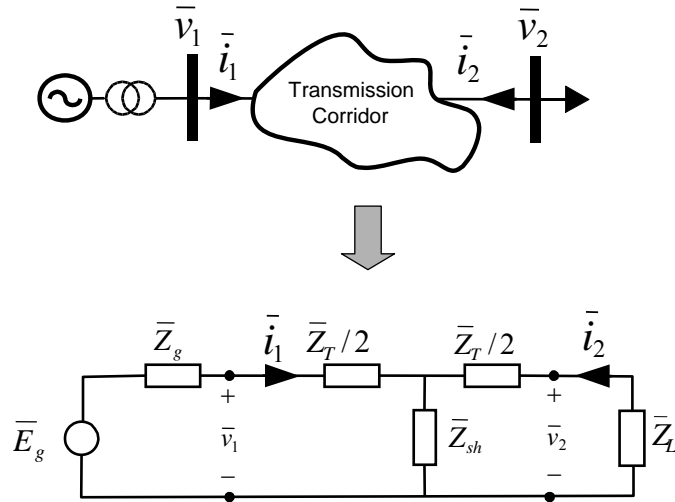 v̄₁
ī₁
Transmission
Corridor
ī₂
v̄₂
Z̄g
ī₁
Z̄T/2
Z̄T/2
ī₂
Ēg
+
v̄₁
−
Z̄sh
+
v̄₂
−
Z̄L